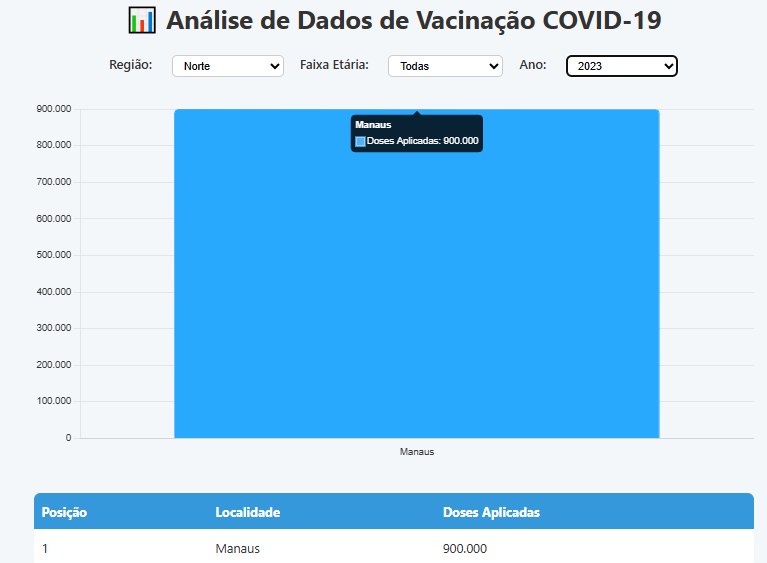 Análise de Dados de Vacinação COVID-19
Região: Norte Faixa Etária: Todas Ano: 2023
900.000
Manaus
Doses Aplicadas: 900.000
800.000
700.000
600.000
500.000
400.000
300.000
200.000
100.000
0
Manaus
Posição Localidade Doses Aplicadas
1 Manaus 900.000